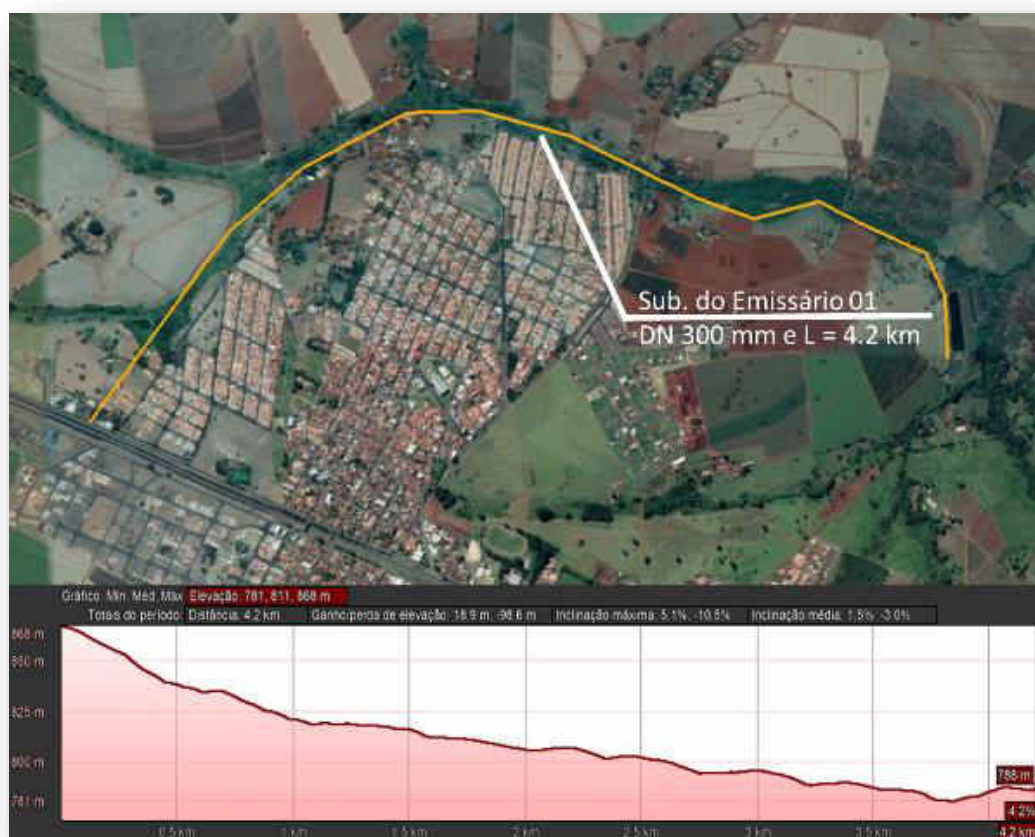 Sub. do Emissário 01
DN 300 mm e L = 4.2 km
Gráfico: Mín, Méd, Máx Elevação: 781, 811, 868 m
Totais do período: Distância: 4.2 km Ganho/perda de elevação: 18.9 m, -98.6 m Inclinação máxima: 5.1%, -10.5% Inclinação média: 1.5% -3.0%
868 m
850 m
825 m
800 m
781 m
788 m
4.2%
0.5 km 1 km 1.5 km 2 km 2.5 km 3 km 3.5 km 4.2 km